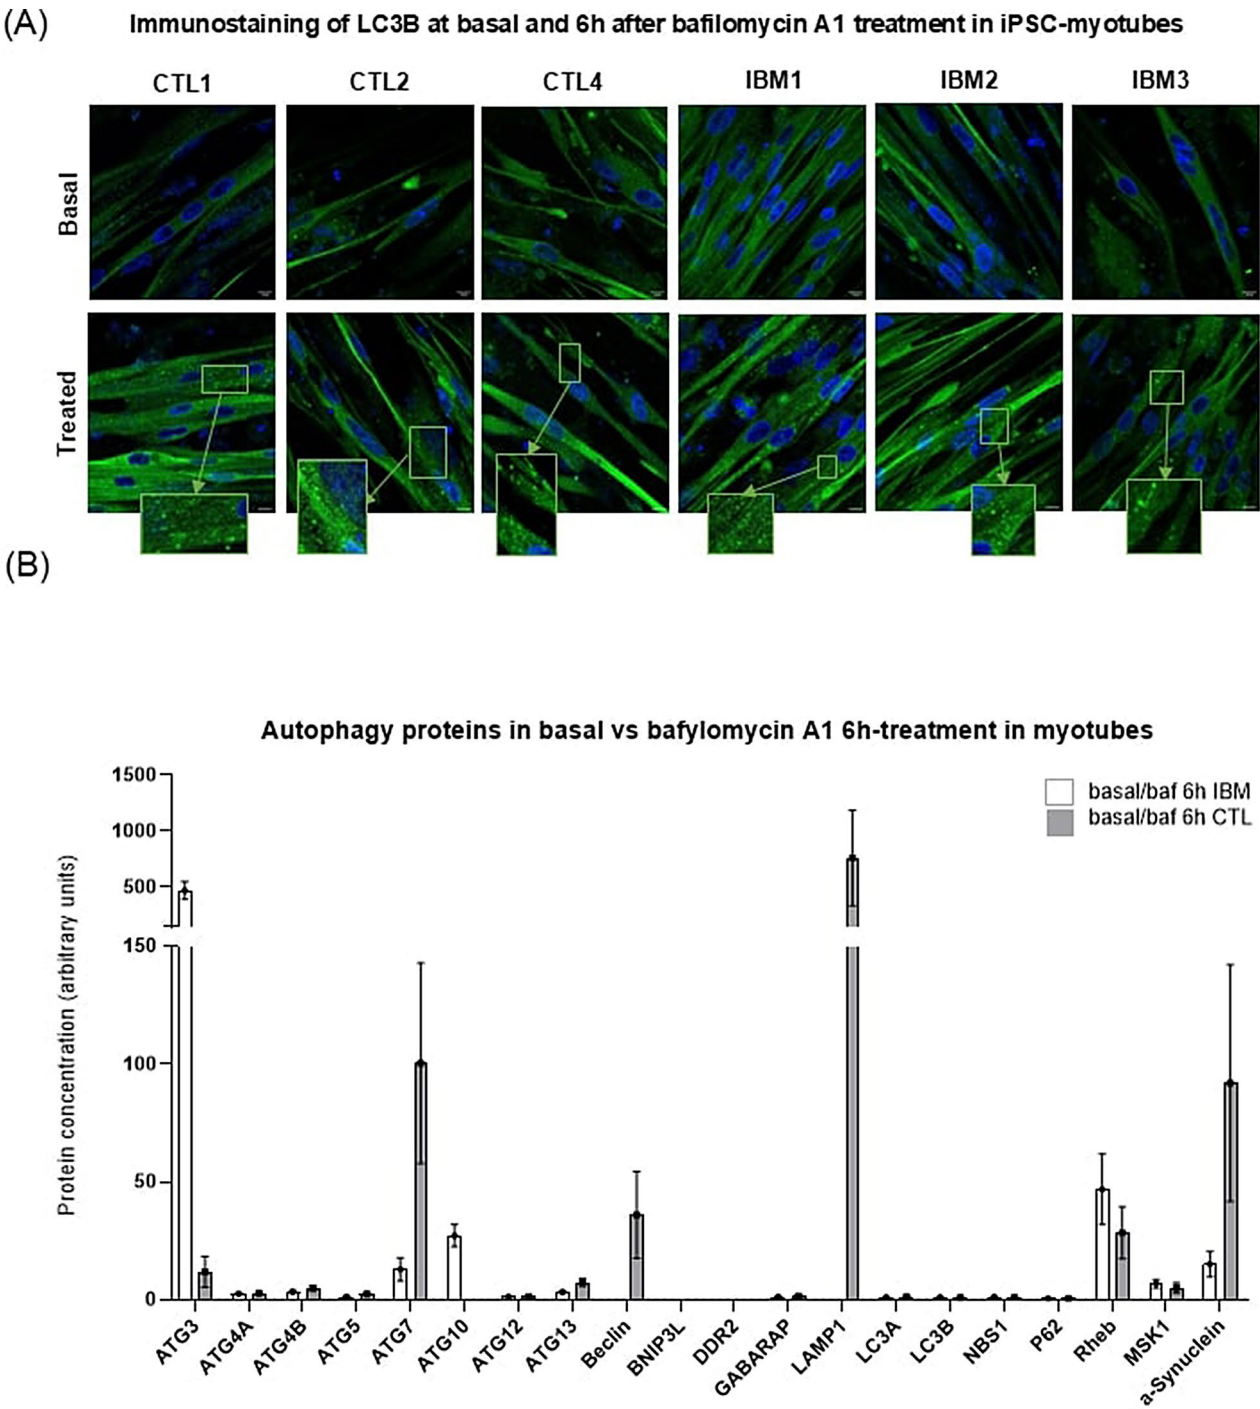 (A)
Immunostaining of LC3B at basal and 6h after bafilomycin A1 treatment in iPSC-myotubes
CTL1 CTL2 CTL4 IBM1 IBM2 IBM3
Basal
Treated
(B)
Autophagy proteins in basal vs bafylomycin A1 6h-treatment in myotubes
basal/baf 6h IBM
basal/baf 6h CTL
Protein concentration (arbitrary units)
1500
1000
500
150
100
50
0
ATG3 ATG4A ATG4B ATG5 ATG7 ATG10 ATG12 ATG13 Beclin BNIP3L DDR2 GABARAP LAMP1 LC3A LC3B NBS1 P62 Rheb MSK1 a-Synuclein